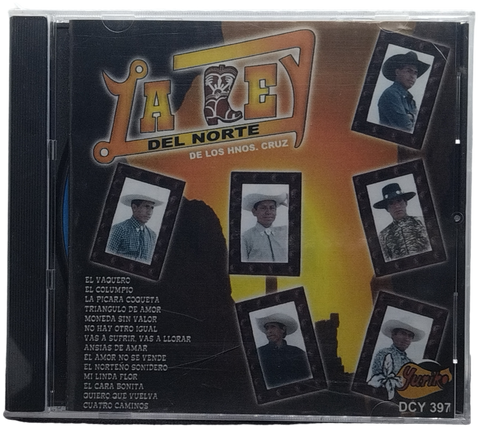 LA LEY
DEL NORTE
DE LOS HNOS. CRUZ
EL VAQUERO
EL COLUMPIO
LA PICARA COQUETA
TRIANGULO DE AMOR
MONEDA SIN VALOR
NO HAY OTRO IGUAL
VAS A SUFRIR, VAS A LLORAR
ANSIAS DE AMAR
EL AMOR NO SE VENDE
EL NORTEÑO SONIDERO
MI LINDA FLOR
EL CARA BONITA
QUIERO QUE VUELVA
CUATRO CAMINOS
DCY 397